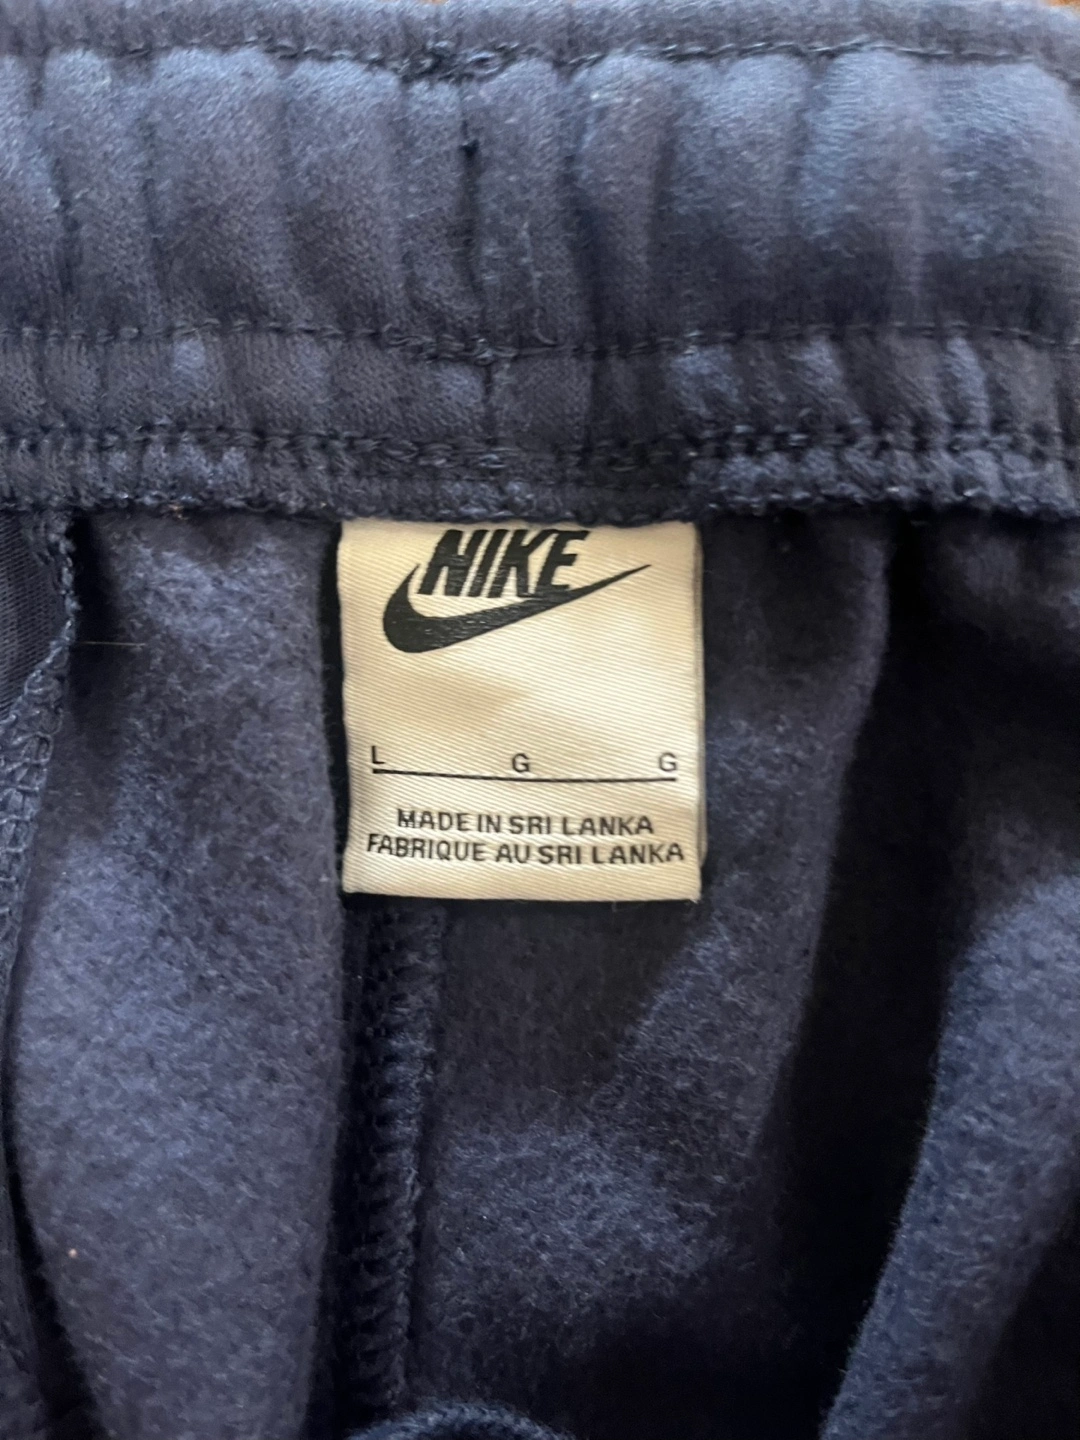 NIKE
L G G
MADE IN SRI LANKA
FABRIQUE AU SRI LANKA